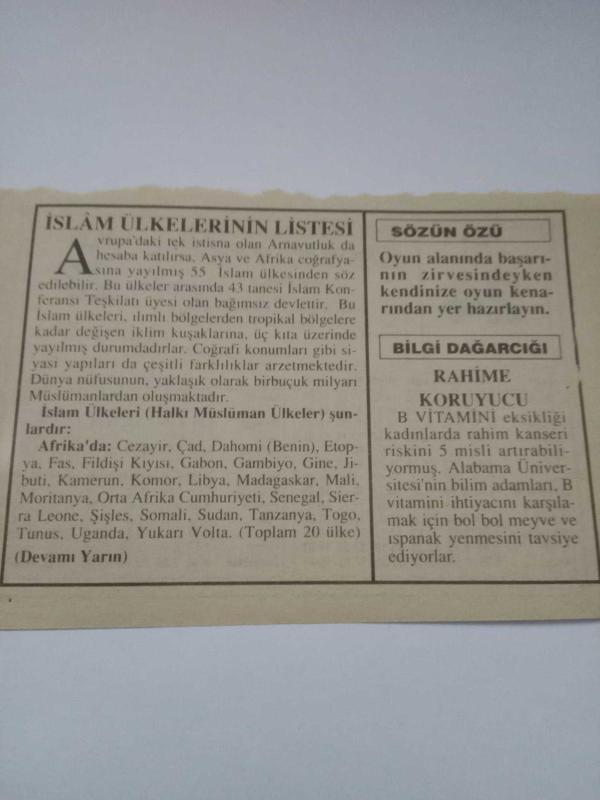 İSLÂM ÜLKELERİNİN LİSTESİ
Avrupa'daki tek istisna olan Arnavutluk da
hesaba katılırsa, Asya ve Afrika coğrafya-
sına yayılmış 55 İslam ülkesinden söz
edilebilir. Bu ülkeler arasında 43 tanesi İslam Kon-
feransı Teşkilatı üyesi olan bağımsız devlettir. Bu
İslam ülkeleri, ılımlı bölgelerden tropikal bölgelere
kadar değişen iklim kuşaklarına, üç kıta üzerinde
yayılmış durumdadırlar. Coğrafi konumları gibi si-
yasi yapıları da çeşitli farklılıklar arzetmektedir.
Dünya nüfusunun, yaklaşık olarak birbuçuk milyarı
Müslümanlardan oluşmaktadır.
İslam Ülkeleri (Halkı Müslüman Ülkeler) şun-
lardır:
Afrika'da: Cezayir, Çad, Dahomi (Benin), Etop-
ya, Fas, Fildişi Kıyısı, Gabon, Gambiyo, Gine, Ji-
buti, Kamerun, Komor, Libya, Madagaskar, Mali,
Moritanya, Orta Afrika Cumhuriyeti, Senegal, Sier-
ra Leone, Şişles, Somali, Sudan, Tanzanya, Togo,
Tunus, Uganda, Yukarı Volta. (Toplam 20 ülke)
(Devamı Yarın)
SÖZÜN ÖZÜ
Oyun alanında başarı-
nın zirvesindeyken
kendinize oyun kena-
rından yer hazırlayın.
BİLGİ DAĞARCIĞI
RAHİME
KORUYUCU
B VİTAMİNİ eksikliği
kadınlarda rahim kanseri
riskini 5 misli artırabili-
yormuş. Alabama Üniver-
sitesi'nin bilim adamları, B
vitamini ihtiyacını karşıla-
mak için bol bol meyve ve
ıspanak yenmesini tavsiye
ediyorlar.